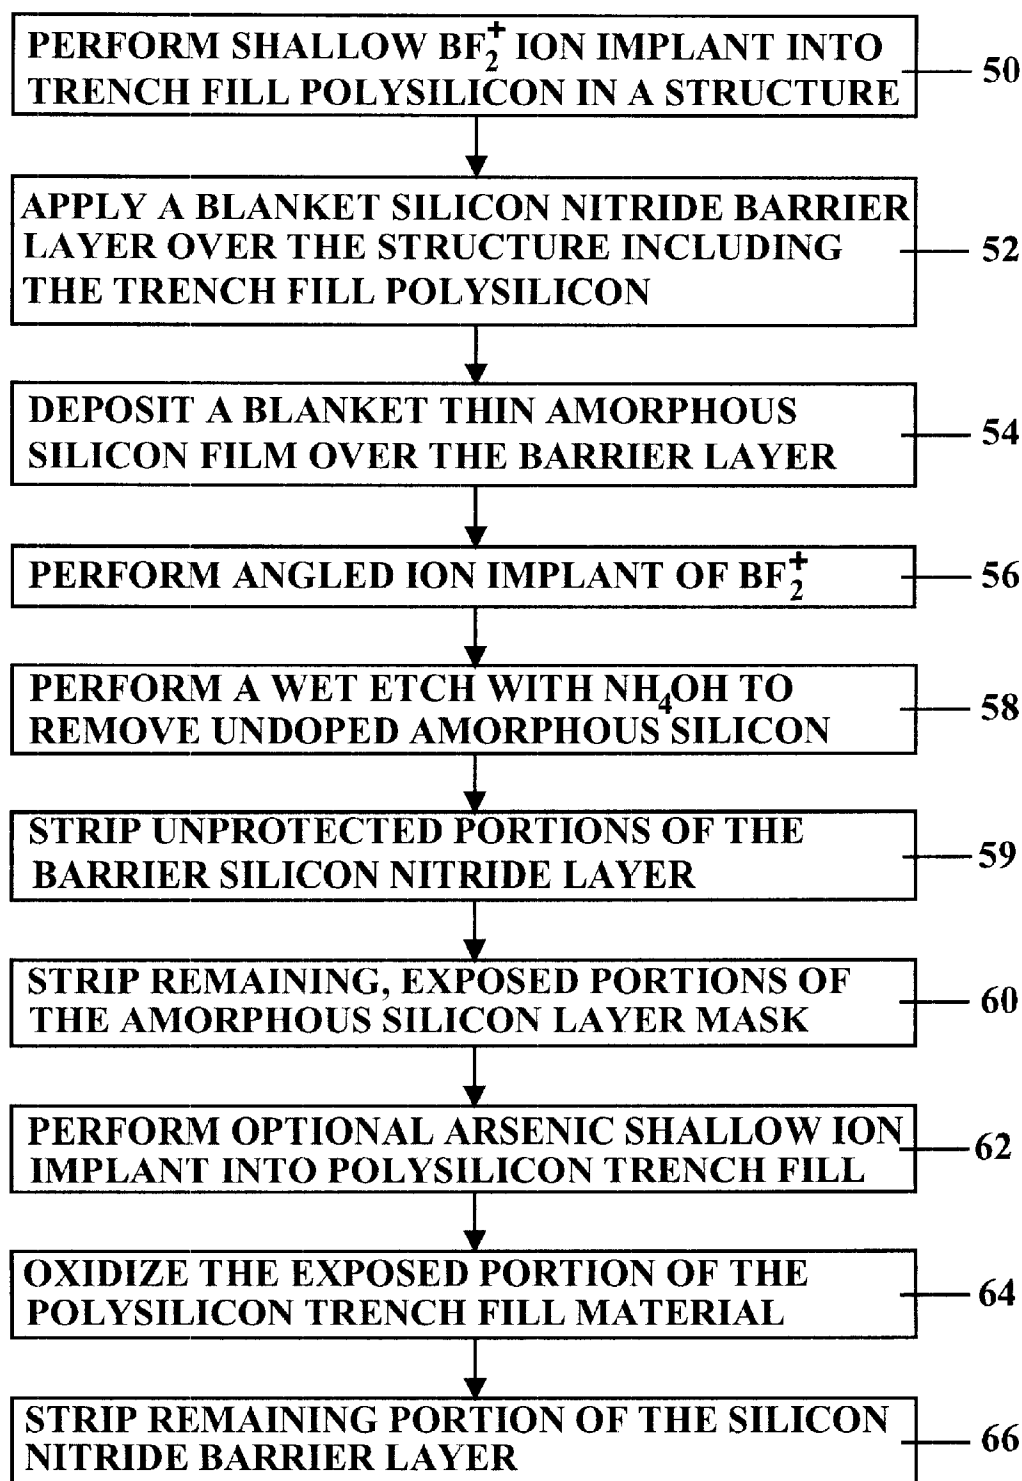 PERFORM SHALLOW BF₂⁺ ION IMPLANT INTO
TRENCH FILL POLYSILICON IN A STRUCTURE
50
APPLY A BLANKET SILICON NITRIDE BARRIER
LAYER OVER THE STRUCTURE INCLUDING
THE TRENCH FILL POLYSILICON
52
DEPOSIT A BLANKET THIN AMORPHOUS
SILICON FILM OVER THE BARRIER LAYER
54
PERFORM ANGLED ION IMPLANT OF BF₂⁺
56
PERFORM A WET ETCH WITH NH₄OH TO
REMOVE UNDOPED AMORPHOUS SILICON
58
STRIP UNPROTECTED PORTIONS OF THE
BARRIER SILICON NITRIDE LAYER
59
STRIP REMAINING, EXPOSED PORTIONS OF
THE AMORPHOUS SILICON LAYER MASK
60
PERFORM OPTIONAL ARSENIC SHALLOW ION
IMPLANT INTO POLYSILICON TRENCH FILL
62
OXIDIZE THE EXPOSED PORTION OF THE
POLYSILICON TRENCH FILL MATERIAL
64
STRIP REMAINING PORTION OF THE SILICON
NITRIDE BARRIER LAYER
66